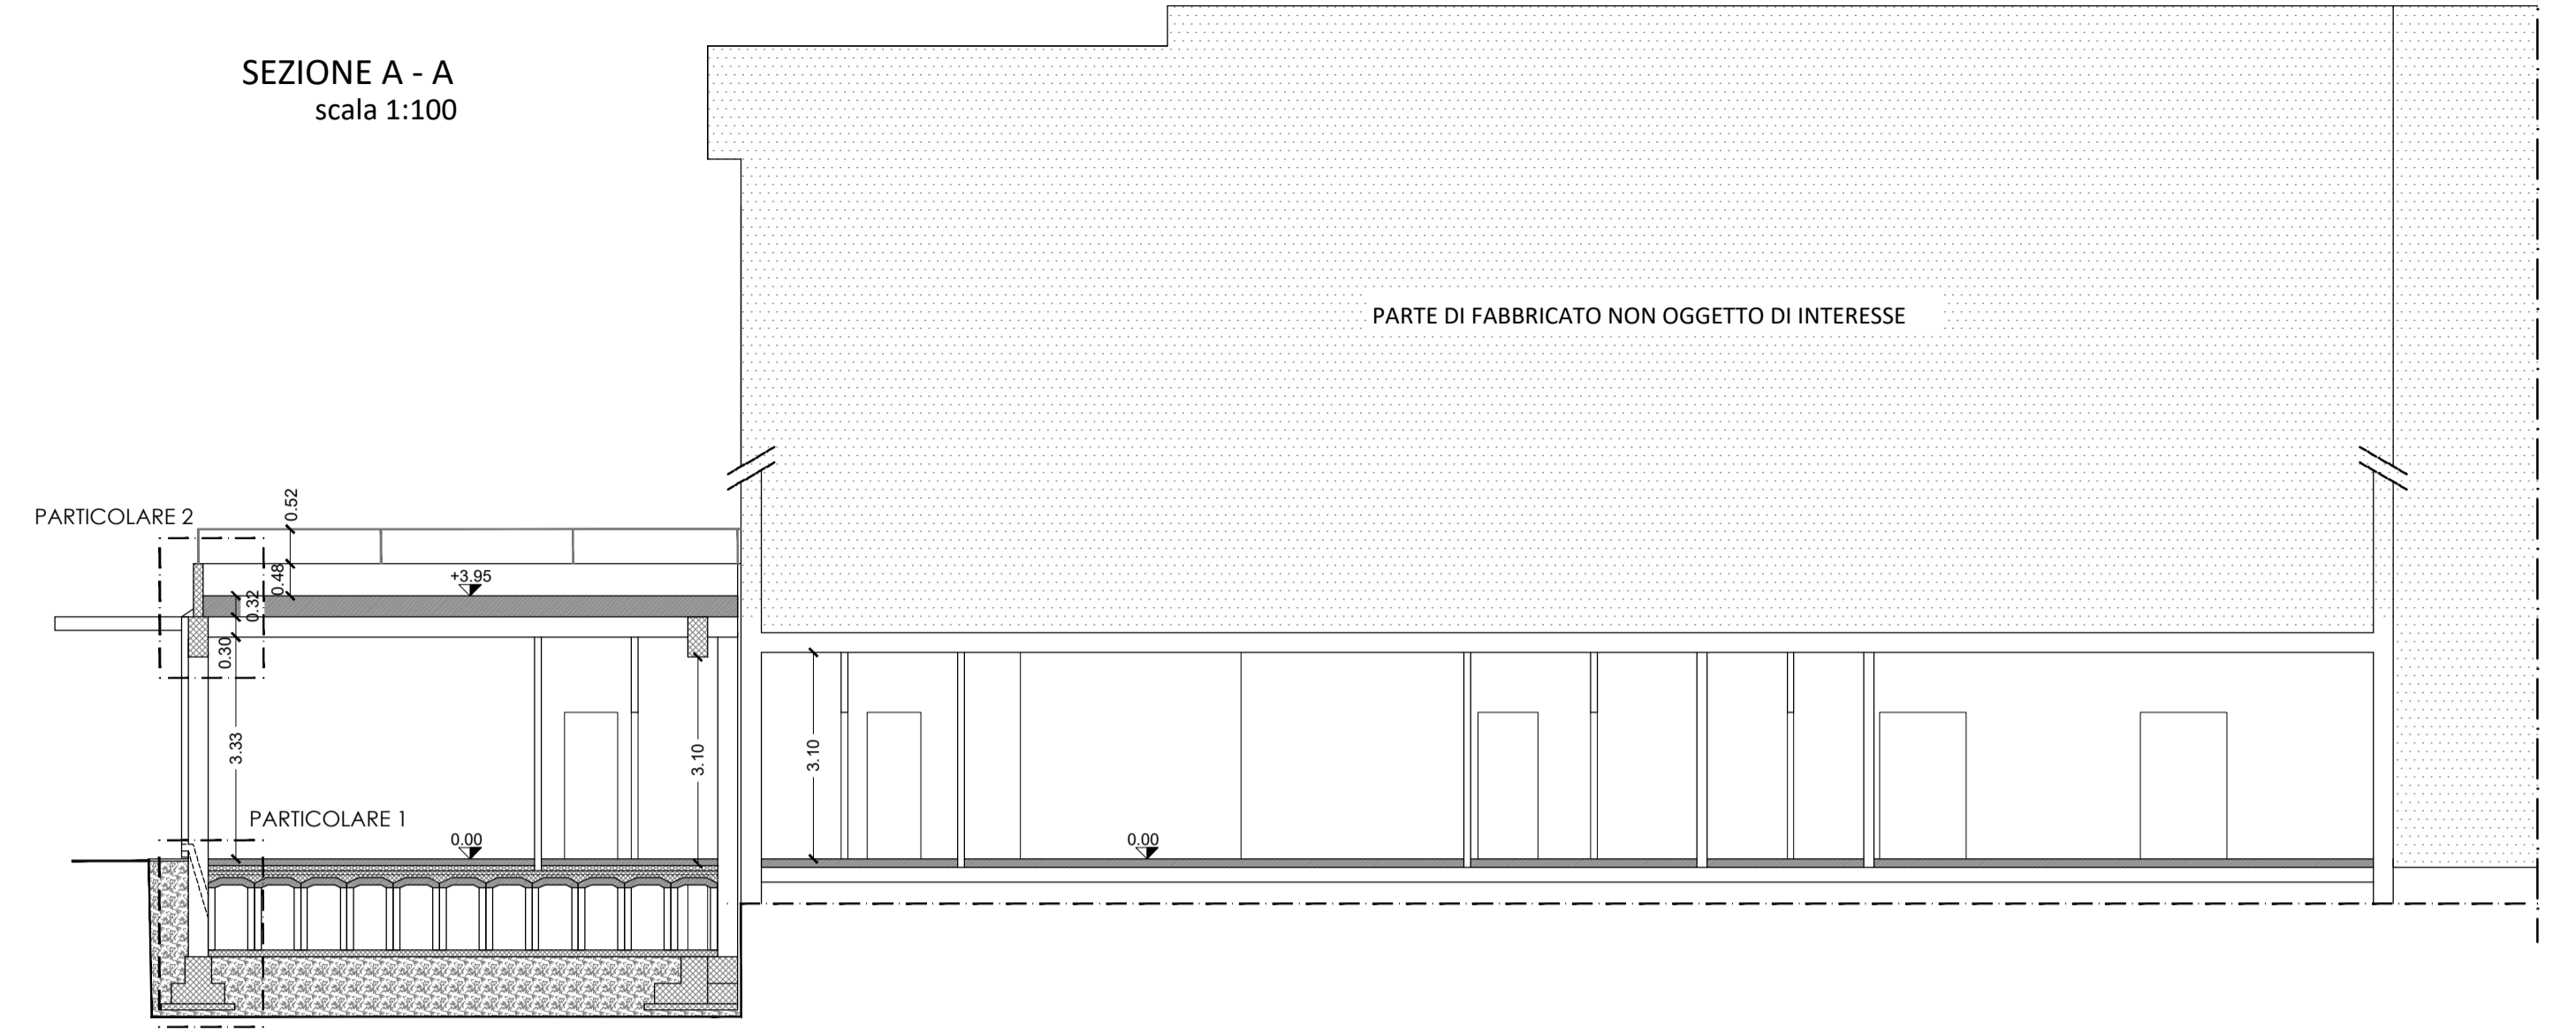 SEZIONE A - A
scala 1:100
PARTE DI FABBRICATO NON OGGETTO DI INTERESSE
PARTICOLARE 2
0.52
0.48
+3.95
0.32
0.30
3.33
3.10
3.10
PARTICOLARE 1
0.00
0.00